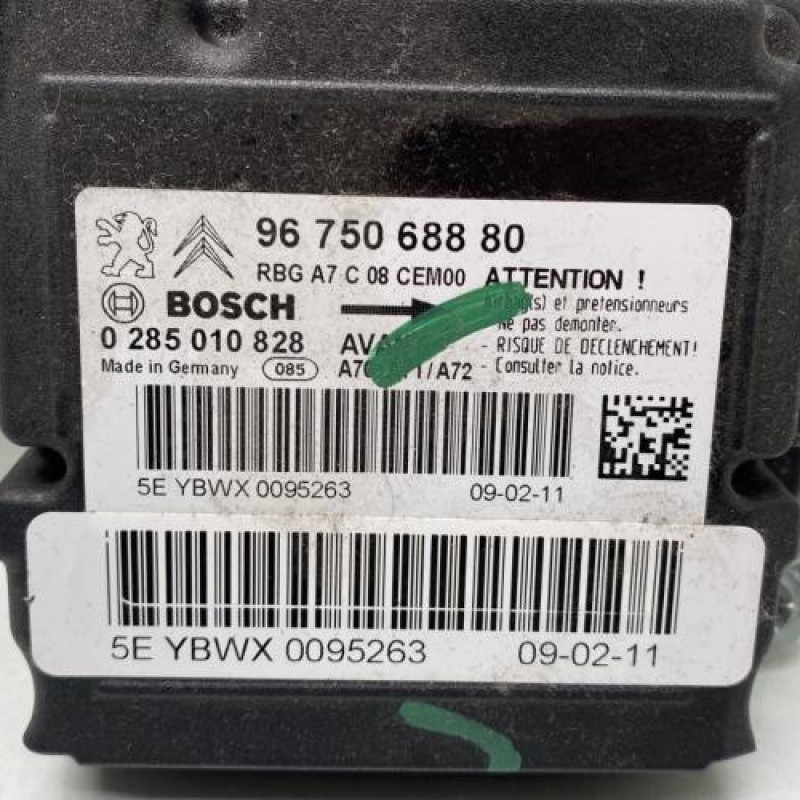 96 750 688 80
RBG A7 C 08 CEM00 ATTENTION !
BOSCH Airbag(s) et pretensionneurs
Ne pas demonter.
0 285 010 828 - RISQUE DE DECLENCHEMENT!
Made in Germany 085 /A72 - Consulter la notice.
5E YBWX 0095263 09-02-11
5E YBWX 0095263 09-02-11